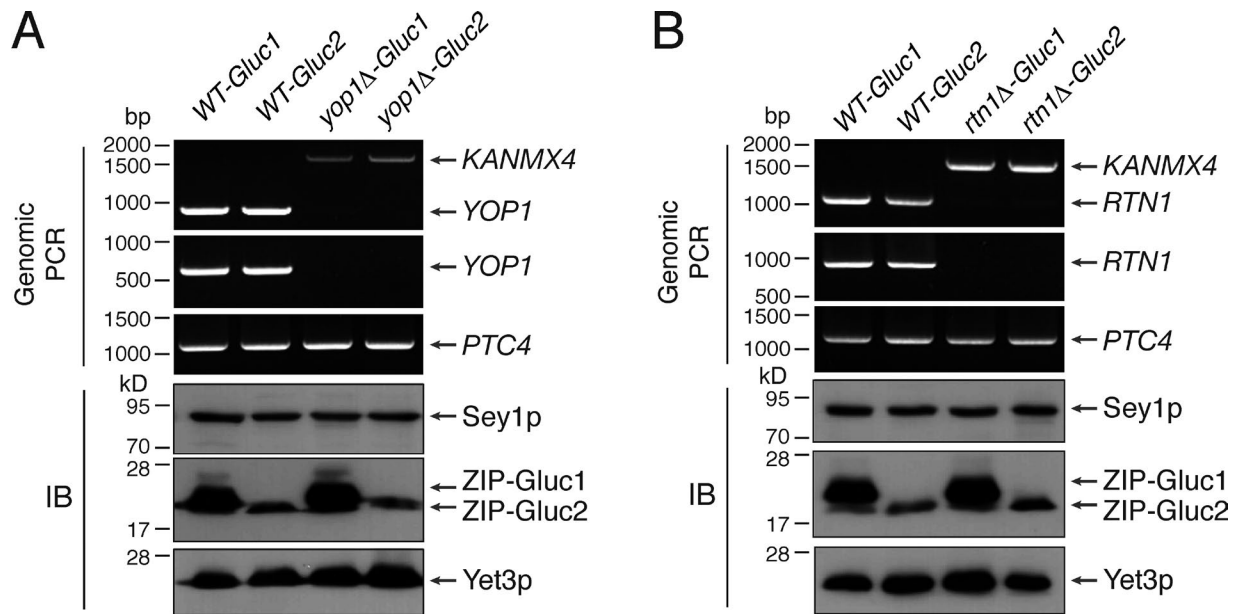 A
WT-Gluc1
WT-Gluc2
yop1Δ-Gluc1
yop1Δ-Gluc2
bp
Genomic
PCR
2000
1500
1000
KANMX4
YOP1
1000
500
YOP1
1500
1000
PTC4
IB
kD
95
70
Sey1p
28
17
ZIP-Gluc1
ZIP-Gluc2
28
Yet3p
B
WT-Gluc1
WT-Gluc2
rtn1Δ-Gluc1
rtn1Δ-Gluc2
bp
Genomic
PCR
2000
1500
1000
KANMX4
RTN1
1000
500
RTN1
1500
1000
PTC4
IB
kD
95
70
Sey1p
28
17
ZIP-Gluc1
ZIP-Gluc2
28
Yet3p